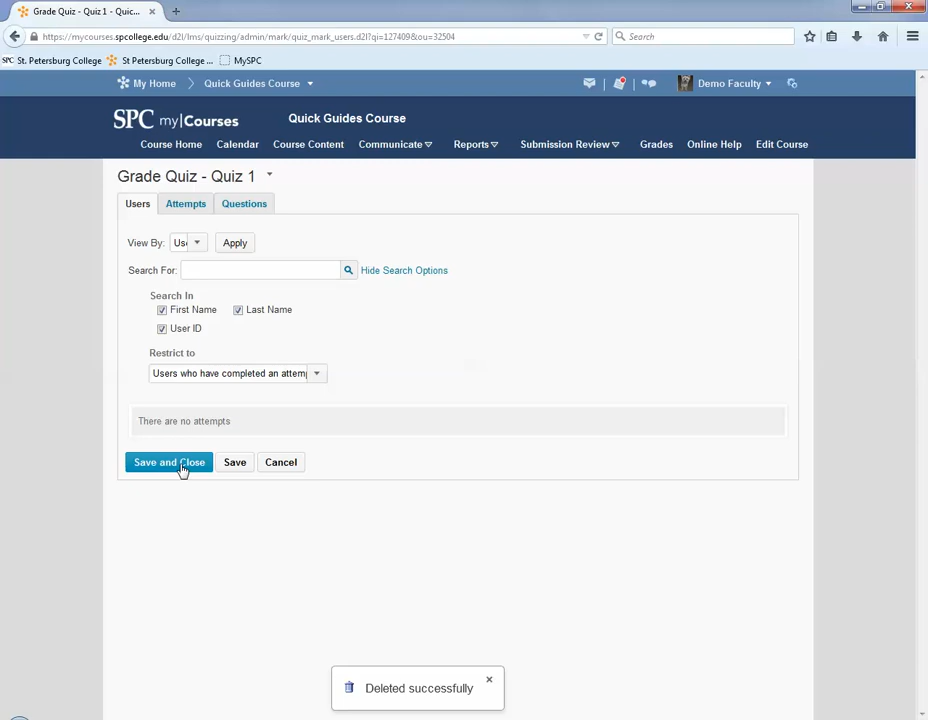 Grade Quiz - Quiz 1 - Quic...
https://mycourses.spcollege.edu/d2l/lms/quizzing/admin/mark/quiz_mark_users.d2l?qi=127409&ou=32504
Search
SPC St. Petersburg College
St Petersburg College ...
MySPC
My Home
Quick Guides Course
Demo Faculty
SPC my|Courses
Quick Guides Course
Course Home
Calendar
Course Content
Communicate
Reports
Submission Review
Grades
Online Help
Edit Course
Grade Quiz - Quiz 1
Users
Attempts
Questions
View By:
Use
Apply
Search For:
Hide Search Options
Search In
First Name
Last Name
User ID
Restrict to
Users who have completed an attemp
There are no attempts
Save and Close
Save
Cancel
Deleted successfully